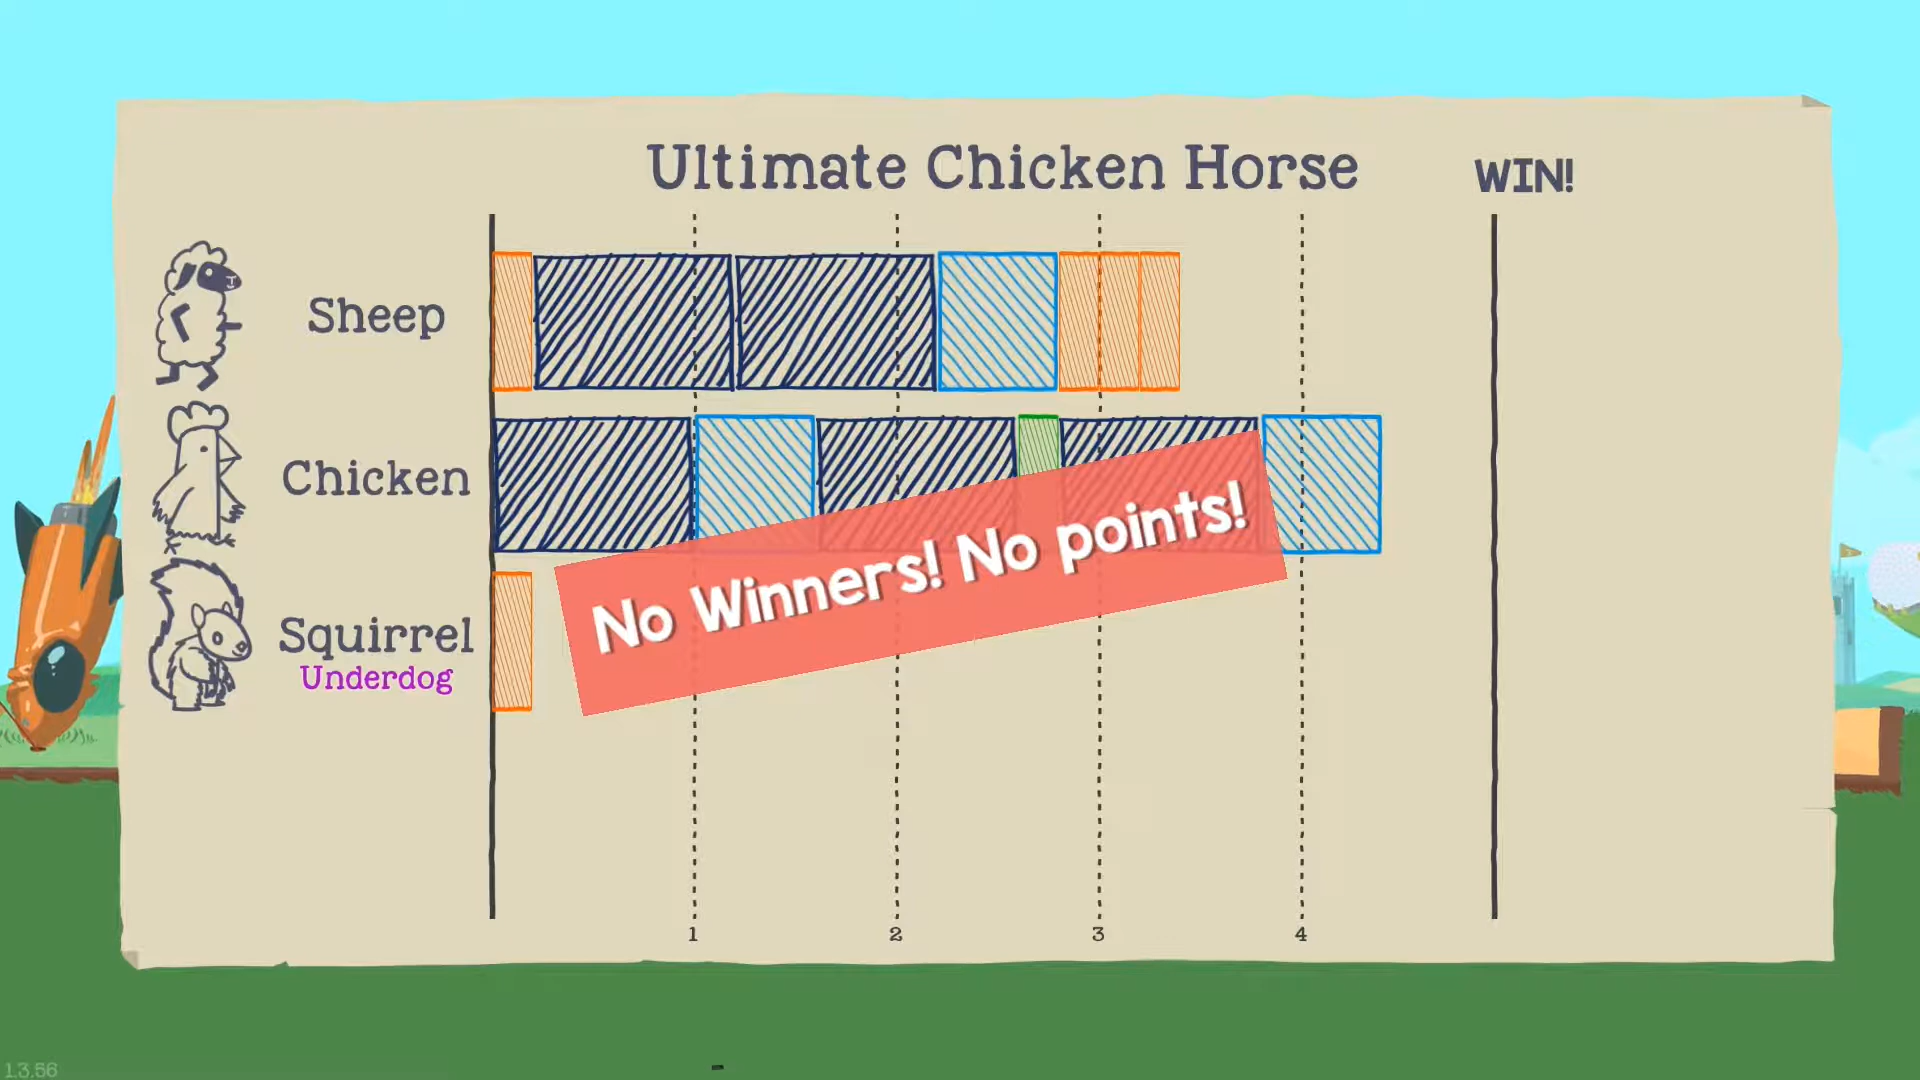 Ultimate Chicken Horse
WIN!
Sheep
Chicken
No Winners! No points!
Squirrel
Underdog
1 2 3 4
1.3.56